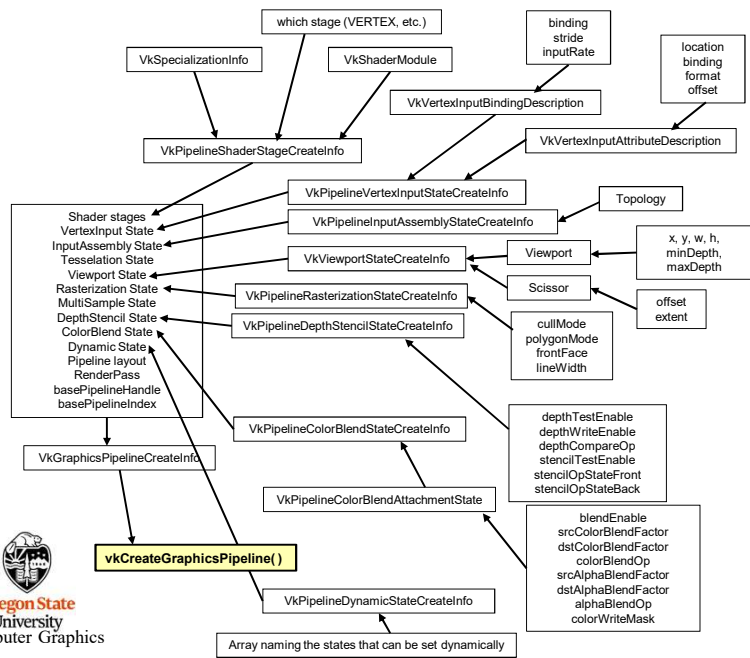 which stage (VERTEX, etc.)
binding
stride
inputRate
location
binding
format
offset
VkSpecializationInfo
VkShaderModule
VkVertexInputBindingDescription
VkVertexInputAttributeDescription
VkPipelineShaderStageCreateInfo
VkPipelineVertexInputStateCreateInfo
Topology
VkPipelineInputAssemblyStateCreateInfo
Shader stages
VertexInput State
InputAssembly State
Tesselation State
Viewport State
Rasterization State
MultiSample State
DepthStencil State
ColorBlend State
Dynamic State
Pipeline layout
RenderPass
basePipelineHandle
basePipelineIndex
VkViewportStateCreateInfo
Viewport
x, y, w, h,
minDepth,
maxDepth
Scissor
offset
extent
VkPipelineRasterizationStateCreateInfo
cullMode
polygonMode
frontFace
lineWidth
VkPipelineDepthStencilStateCreateInfo
depthTestEnable
depthWriteEnable
depthCompareOp
stencilTestEnable
stencilOpStateFront
stencilOpStateBack
VkPipelineColorBlendStateCreateInfo
VkGraphicsPipelineCreateInfo
VkPipelineColorBlendAttachmentState
blendEnable
srcColorBlendFactor
dstColorBlendFactor
colorBlendOp
srcAlphaBlendFactor
dstAlphaBlendFactor
alphaBlendOp
colorWriteMask
vkCreateGraphicsPipeline( )
VkPipelineDynamicStateCreateInfo
Array naming the states that can be set dynamically
egon State
University
puter Graphics